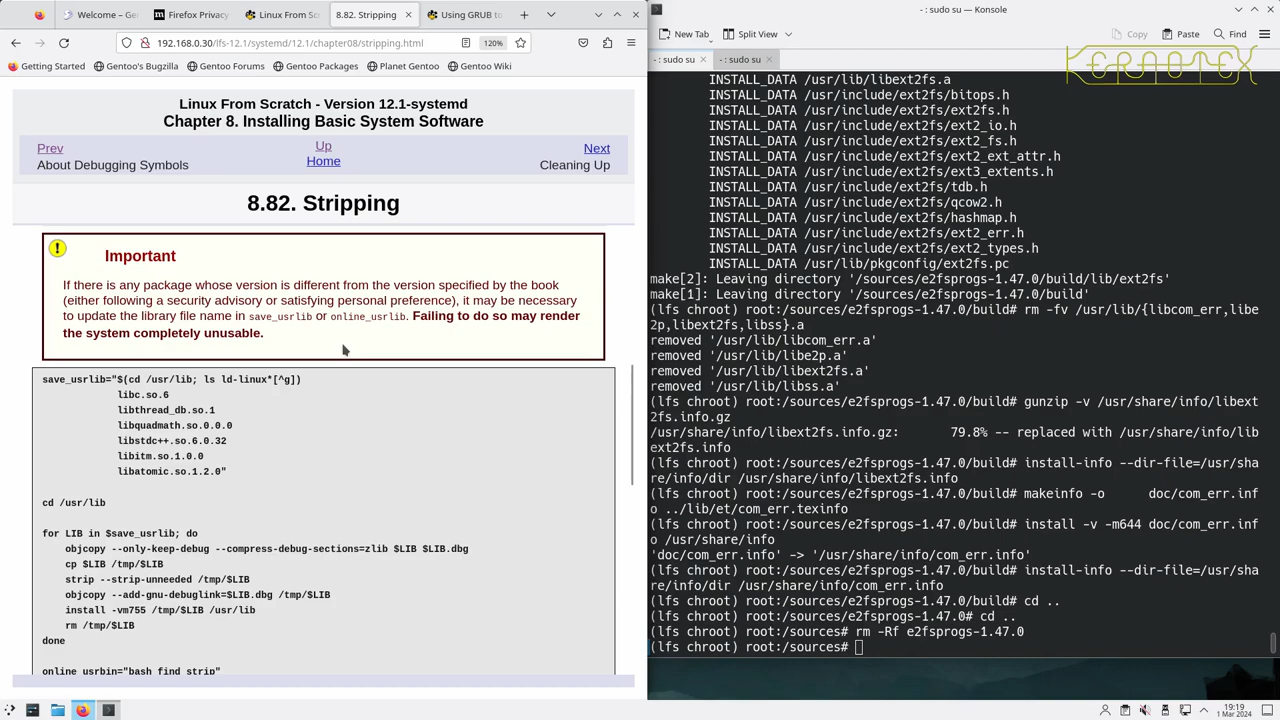 Welcome – Gen
Firefox Privacy
Linux From Scr
8.82. Stripping
Using GRUB to
192.168.0.30/lfs-12.1/systemd/12.1/chapter08/stripping.html
120%
Getting Started
Gentoo's Bugzilla
Gentoo Forums
Gentoo Packages
Planet Gentoo
Gentoo Wiki
Linux From Scratch - Version 12.1-systemd
Chapter 8. Installing Basic System Software
Prev
Up
Next
About Debugging Symbols
Home
Cleaning Up
8.82. Stripping
!
Important
If there is any package whose version is different from the version specified by the book
(either following a security advisory or satisfying personal preference), it may be necessary
to update the library file name in save_usrlib or online_usrlib. Failing to do so may render
the system completely unusable.
save_usrlib="$(cd /usr/lib; ls ld-linux*[^g])
libc.so.6
libthread_db.so.1
libquadmath.so.0.0.0
libstdc++.so.6.0.32
libitm.so.1.0.0
libatomic.so.1.2.0"
cd /usr/lib
for LIB in $save_usrlib; do
objcopy --only-keep-debug --compress-debug-sections=zlib $LIB $LIB.dbg
cp $LIB /tmp/$LIB
strip --strip-unneeded /tmp/$LIB
objcopy --add-gnu-debuglink=$LIB.dbg /tmp/$LIB
install -vm755 /tmp/$LIB /usr/lib
rm /tmp/$LIB
done
online_usrbin="bash find strip"
- : sudo su — Konsole
New Tab
Split View
Copy
Paste
Find
- : sudo su
- : sudo su
KERNOTEX
INSTALL_DATA /usr/lib/libext2fs.a
INSTALL_DATA /usr/include/ext2fs/bitops.h
INSTALL_DATA /usr/include/ext2fs/ext2fs.h
INSTALL_DATA /usr/include/ext2fs/ext2_io.h
INSTALL_DATA /usr/include/ext2fs/ext2_fs.h
INSTALL_DATA /usr/include/ext2fs/ext2_ext_attr.h
INSTALL_DATA /usr/include/ext2fs/ext3_extents.h
INSTALL_DATA /usr/include/ext2fs/tdb.h
INSTALL_DATA /usr/include/ext2fs/qcow2.h
INSTALL_DATA /usr/include/ext2fs/hashmap.h
INSTALL_DATA /usr/include/ext2fs/ext2_err.h
INSTALL_DATA /usr/include/ext2fs/ext2_types.h
INSTALL_DATA /usr/lib/pkgconfig/ext2fs.pc
make[2]: Leaving directory '/sources/e2fsprogs-1.47.0/build/lib/ext2fs'
make[1]: Leaving directory '/sources/e2fsprogs-1.47.0/build'
(lfs chroot) root:/sources/e2fsprogs-1.47.0/build# rm -fv /usr/lib/{libcom_err,libe
2p,libext2fs,libss}.a
removed '/usr/lib/libcom_err.a'
removed '/usr/lib/libe2p.a'
removed '/usr/lib/libext2fs.a'
removed '/usr/lib/libss.a'
(lfs chroot) root:/sources/e2fsprogs-1.47.0/build# gunzip -v /usr/share/info/libext
2fs.info.gz
/usr/share/info/libext2fs.info.gz: 79.8% -- replaced with /usr/share/info/lib
ext2fs.info
(lfs chroot) root:/sources/e2fsprogs-1.47.0/build# install-info --dir-file=/usr/sha
re/info/dir /usr/share/info/libext2fs.info
(lfs chroot) root:/sources/e2fsprogs-1.47.0/build# makeinfo -o doc/com_err.inf
o ../lib/et/com_err.texinfo
(lfs chroot) root:/sources/e2fsprogs-1.47.0/build# install -v -m644 doc/com_err.inf
o /usr/share/info
'doc/com_err.info' -> '/usr/share/info/com_err.info'
(lfs chroot) root:/sources/e2fsprogs-1.47.0/build# install-info --dir-file=/usr/sha
re/info/dir /usr/share/info/com_err.info
(lfs chroot) root:/sources/e2fsprogs-1.47.0/build# cd ..
(lfs chroot) root:/sources/e2fsprogs-1.47.0# cd ..
(lfs chroot) root:/sources# rm -Rf e2fsprogs-1.47.0
(lfs chroot) root:/sources#
19:19
1 Mar 2024